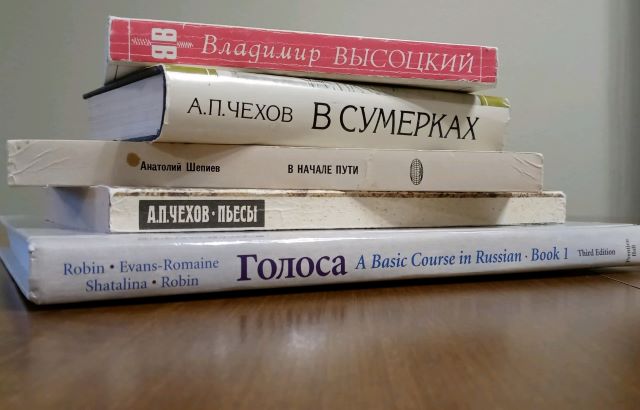 ВВ Владимир ВЫСОЦКИЙ
А.П.ЧЕХОВ В СУМЕРКАХ
Анатолий Шепиев В НАЧАЛЕ ПУТИ
А.П.ЧЕХОВ·ПЬЕСЫ
Robin • Evans-Romaine
Shatalina • Robin
Голоса A Basic Course in Russian · Book 1 Third Edition
Prentice
Hall